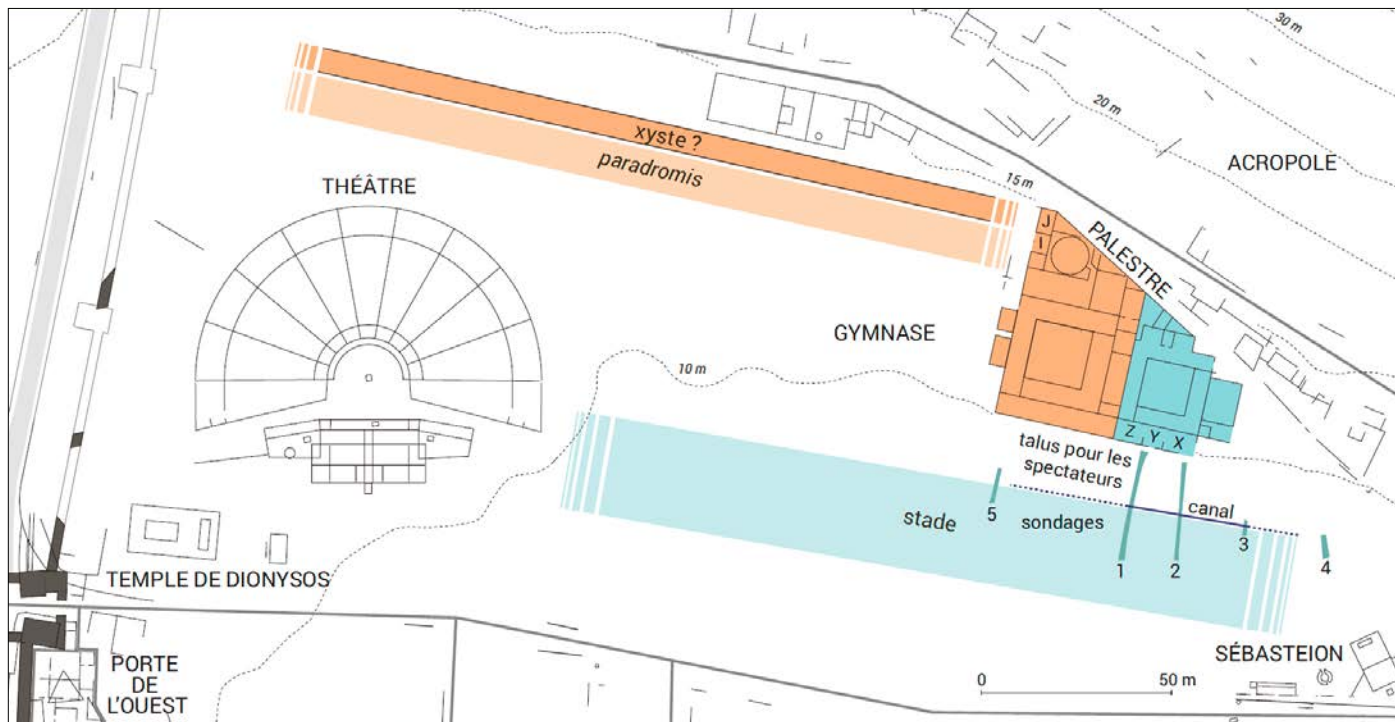 30 m
20 m
ACROPOLE
xyste ?
paradromis
THÉÂTRE
15 m
J
I
PALESTRE
GYMNASE
10 m
Z Y X
talus pour les
spectateurs
stade
5
sondages
canal
1
2
3
4
TEMPLE DE DIONYSOS
PORTE
DE
L'OUEST
SÉBASTEION
0 50 m